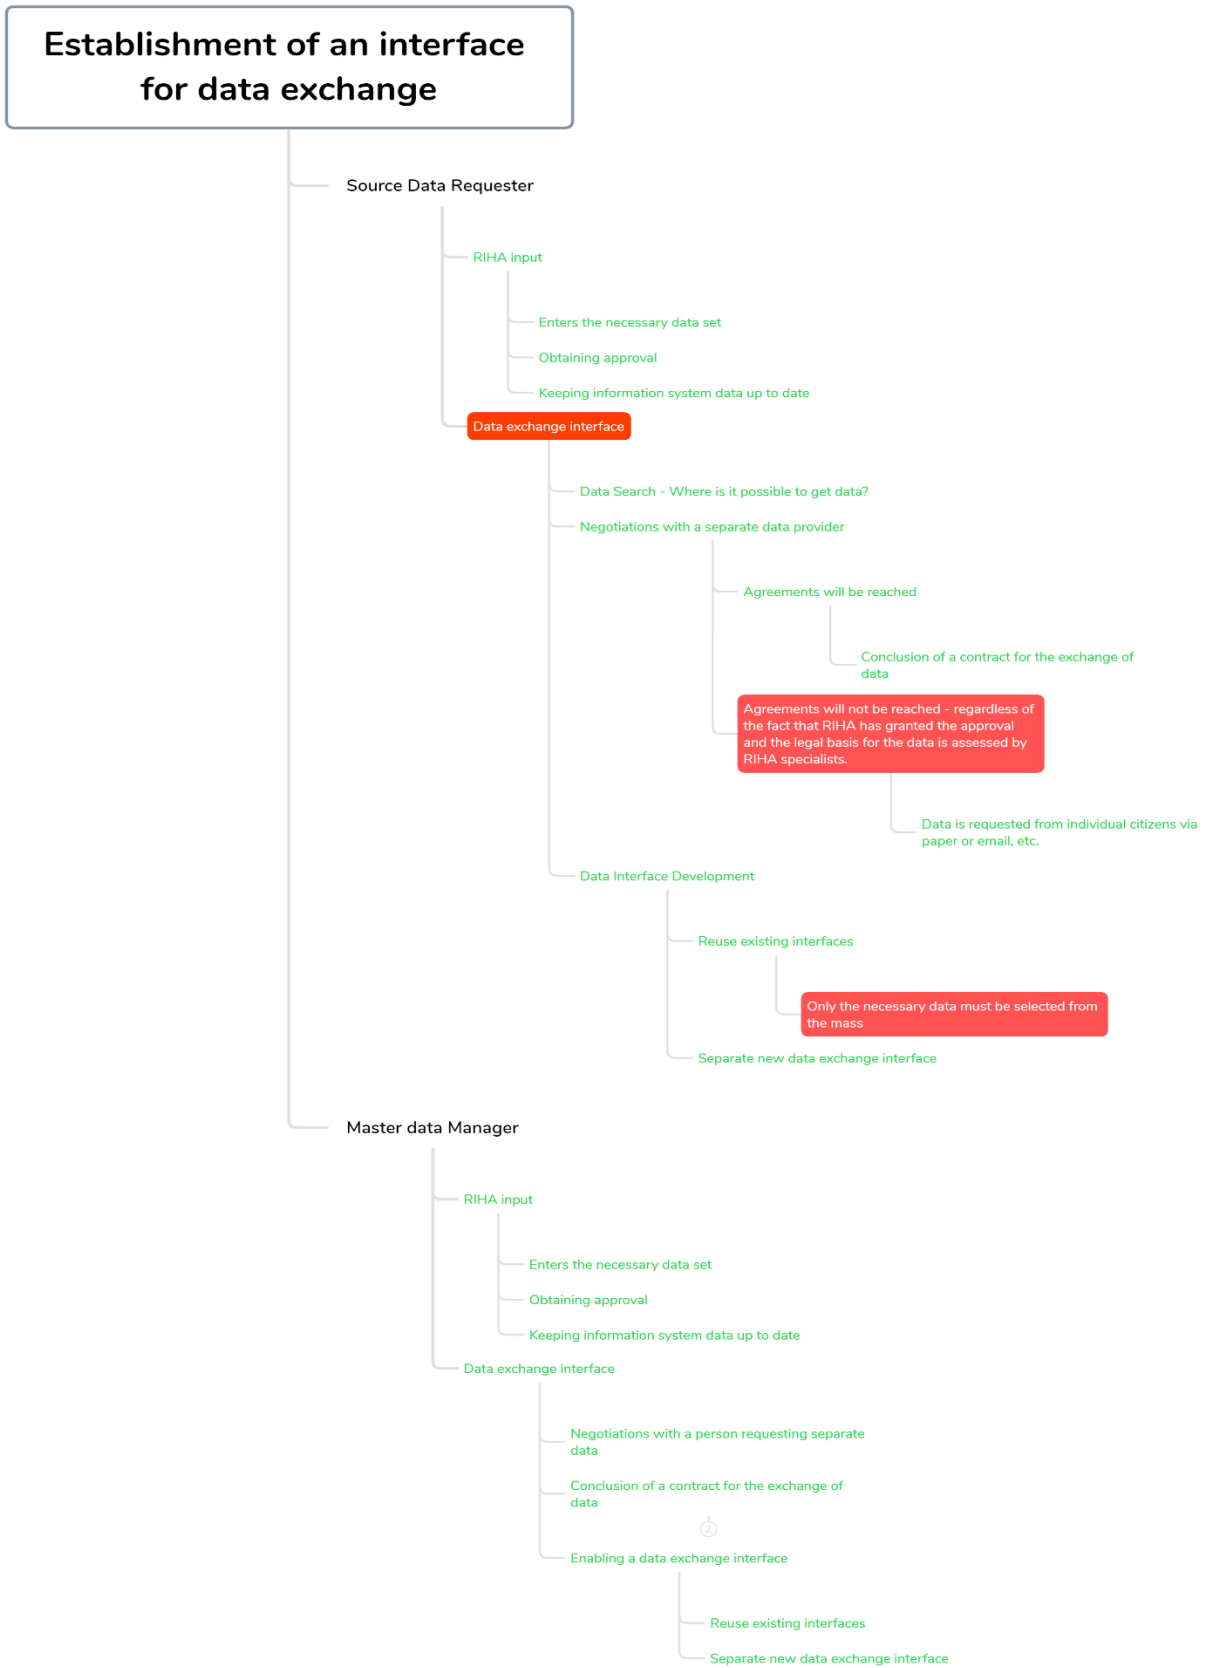 Establishment of an interface
for data exchange
Source Data Requester
RIHA input
Enters the necessary data set
Obtaining approval
Keeping information system data up to date
Data exchange interface
Data Search - Where is it possible to get data?
Negotiations with a separate data provider
Agreements will be reached
Conclusion of a contract for the exchange of
data
Agreements will not be reached - regardless of
the fact that RIHA has granted the approval
and the legal basis for the data is assessed by
RIHA specialists.
Data is requested from individual citizens via
paper or email, etc.
Data Interface Development
Reuse existing interfaces
Only the necessary data must be selected from
the mass
Separate new data exchange interface
Master data Manager
RIHA input
Enters the necessary data set
Obtaining approval
Keeping information system data up to date
Data exchange interface
Negotiations with a person requesting separate
data
Conclusion of a contract for the exchange of
data
2
Enabling a data exchange interface
Reuse existing interfaces
Separate new data exchange interface